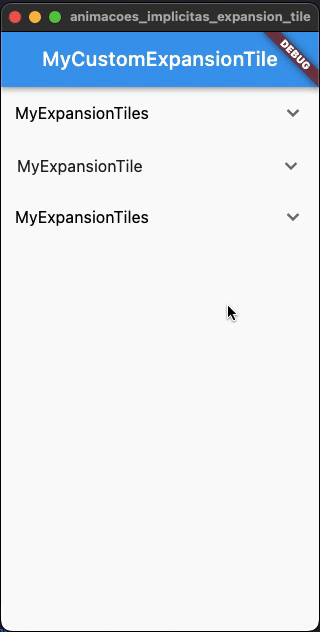 animacoes_implicitas_expansion_tile
MyCustomExpansionTile
DEBUG
MyExpansionTiles
MyExpansionTile
MyExpansionTiles